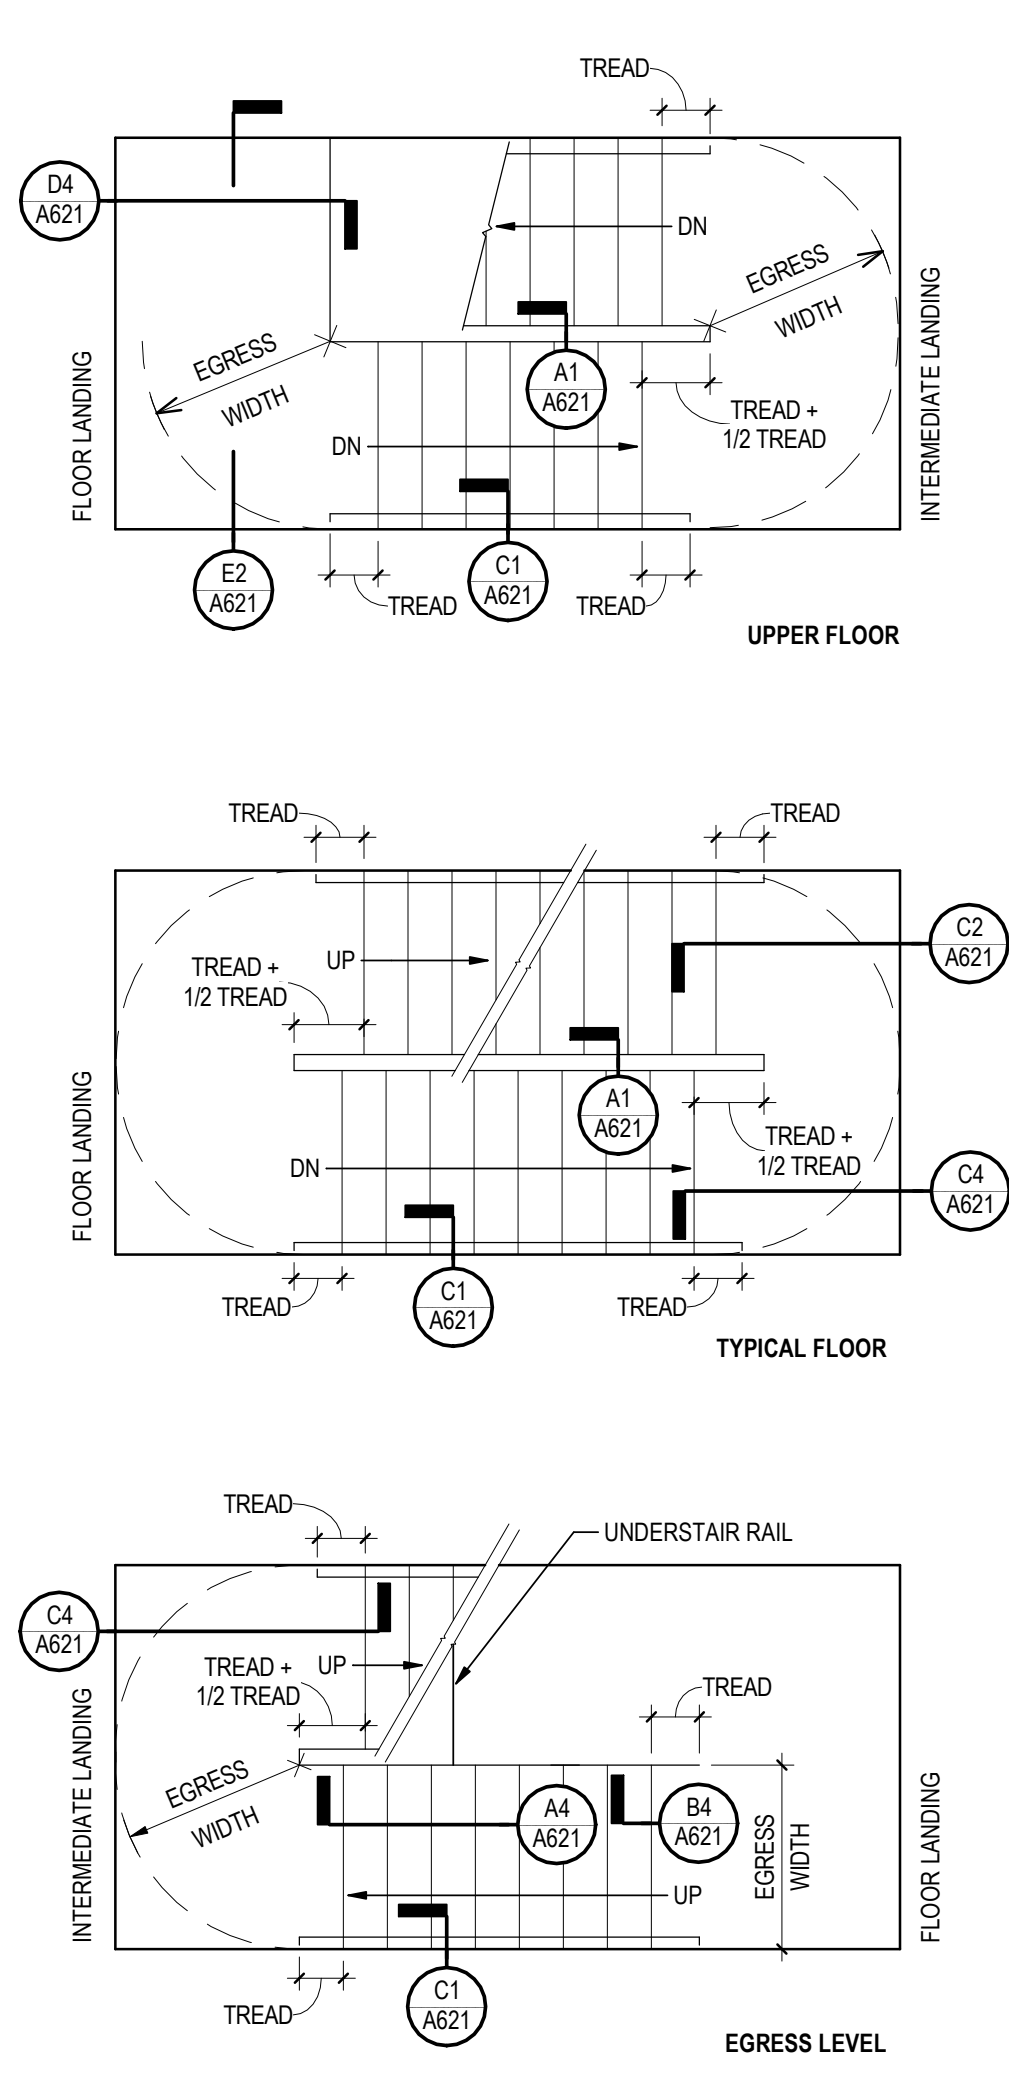 TREAD
D4
A621
DN
EGRESS
WIDTH
EGRESS
WIDTH
FLOOR LANDING
INTERMEDIATE LANDING
A1
A621
TREAD +
1/2 TREAD
DN
E2
A621
TREAD
C1
A621
TREAD
UPPER FLOOR
TREAD
TREAD
C2
A621
UP
TREAD +
1/2 TREAD
FLOOR LANDING
A1
A621
TREAD +
1/2 TREAD
DN
C4
A621
TREAD
C1
A621
TREAD
TYPICAL FLOOR
TREAD
UNDERSTAIR RAIL
C4
A621
UP
TREAD +
1/2 TREAD
TREAD
INTERMEDIATE LANDING
EGRESS
WIDTH
A4
A621
B4
A621
EGRESS
WIDTH
FLOOR LANDING
UP
C1
A621
TREAD
EGRESS LEVEL